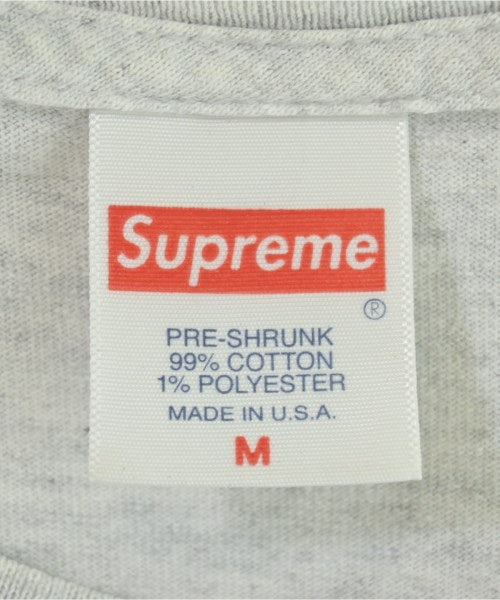 Supreme
®
PRE-SHRUNK
99% COTTON
1% POLYESTER
MADE IN U.S.A.
M